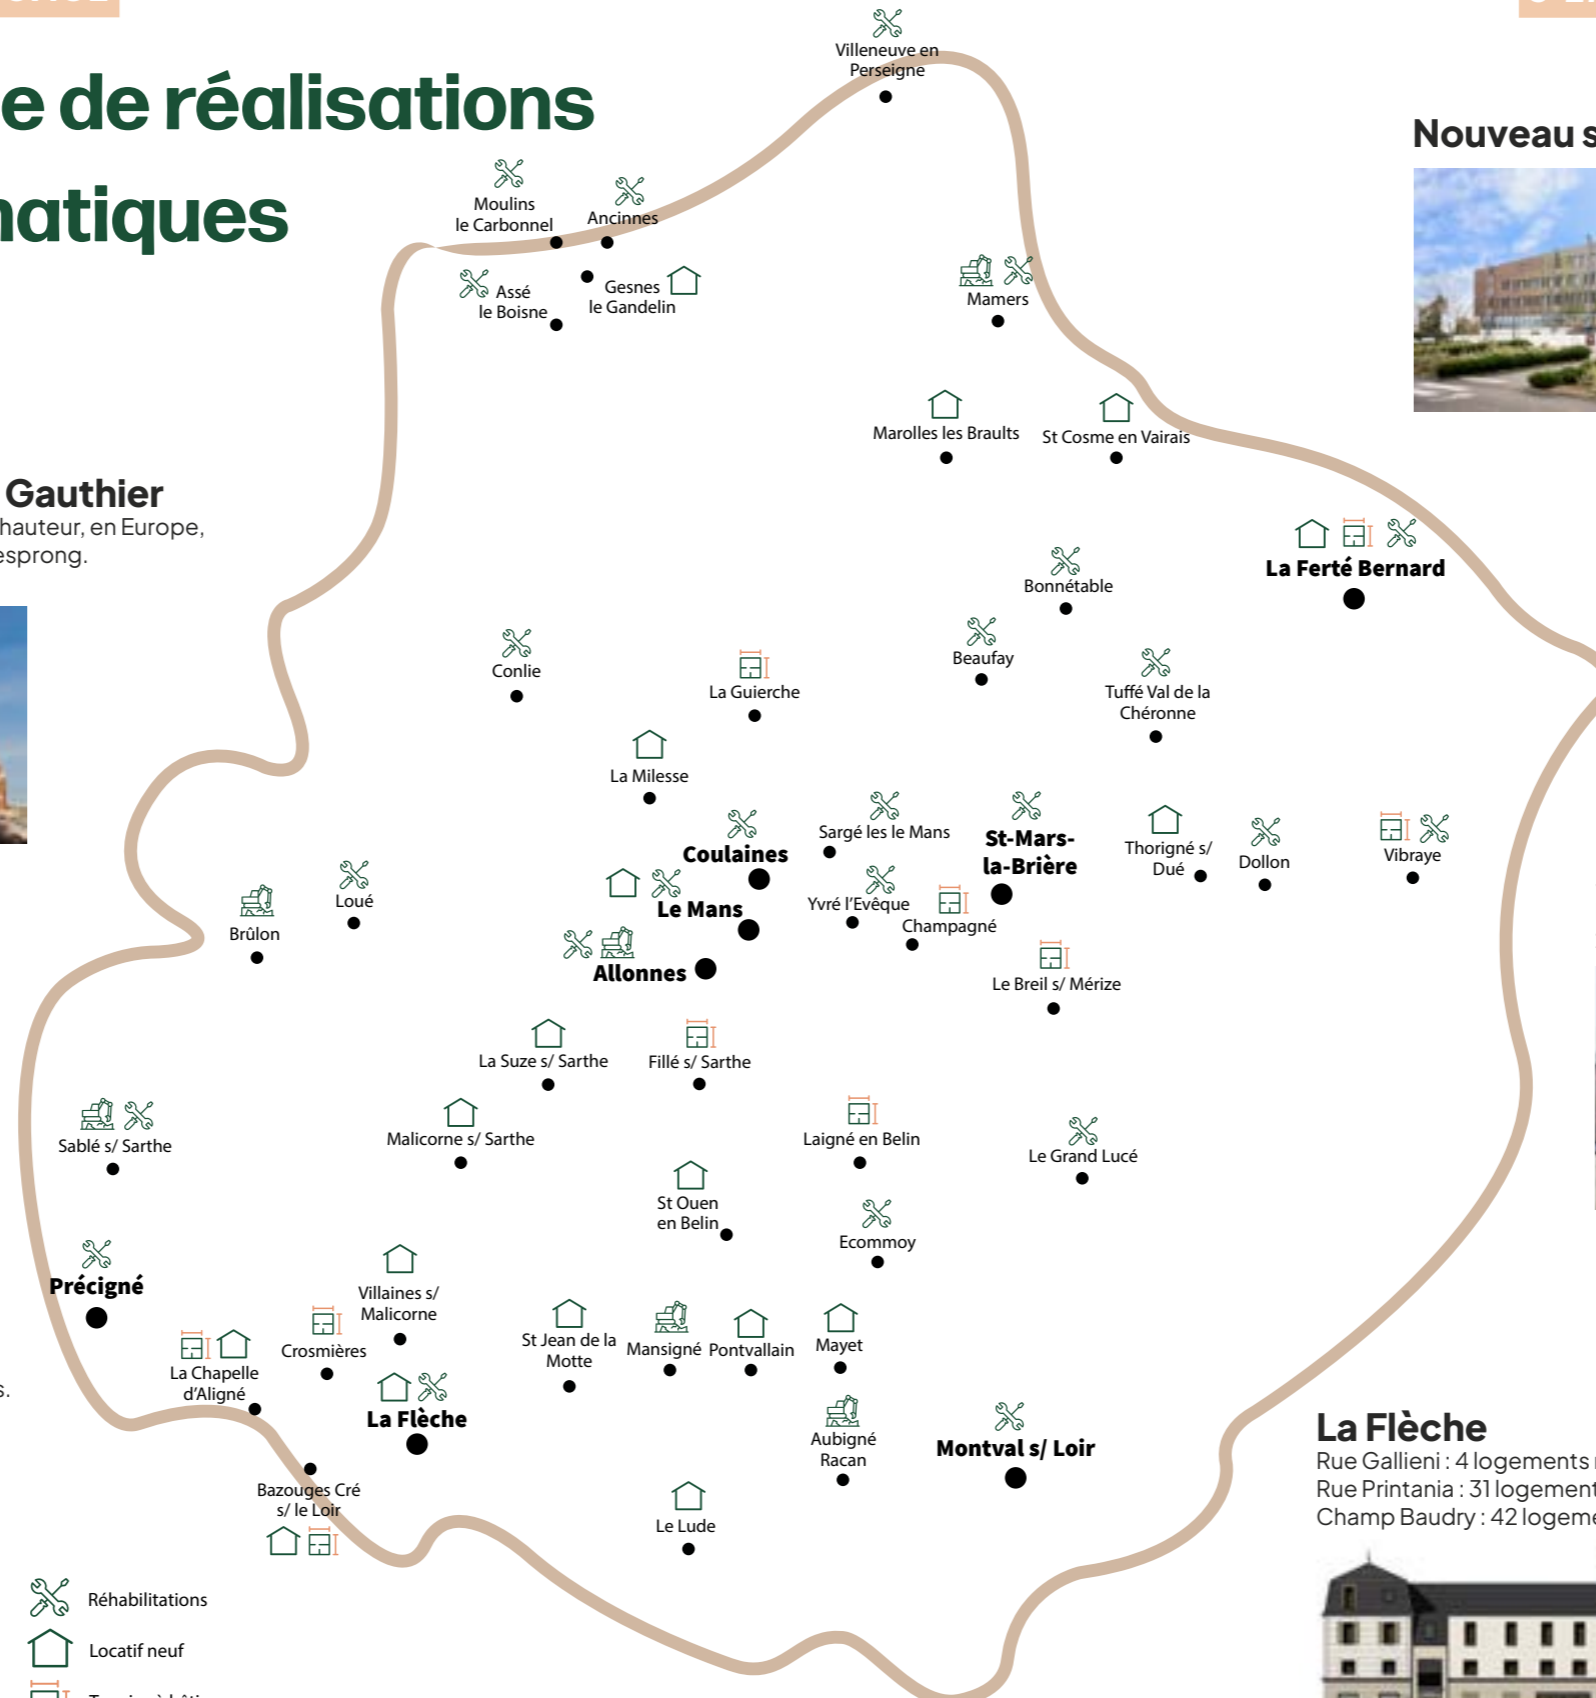 e de réalisations
Villeneuve en
Perseigne
Nouveau s
Moulins
le Carbonnel
Ancinnes
Assé
le Boisne
Gesnes
le Gandelin
Mamers
Marolles les Braults
St Cosme en Vairais
Gauthier
hauteur, en Europe,
esprong.
La Ferté Bernard
Bonnétable
Beaufay
Conlie
La Guierche
Tuffé Val de la
Chéronne
La Milesse
Coulaines
Sargé les le Mans
St-Mars-
la-Brière
Thorigné s/
Dué
Dollon
Vibraye
Loué
Brûlon
Le Mans
Yvré l'Evêque
Champagné
Allonnes
Le Breil s/ Mérize
La Suze s/ Sarthe
Fillé s/ Sarthe
Sablé s/ Sarthe
Malicorne s/ Sarthe
Laigné en Belin
Le Grand Lucé
St Ouen
en Belin
Ecommoy
Précigné
Villaines s/
Malicorne
Crosmières
St Jean de la
Motte
Mansigné
Pontvallain
Mayet
La Chapelle
d'Aligné
s.
La Flèche
Aubigné
Racan
Montval s/ Loir
Bazouges Cré
s/ le Loir
Le Lude
La Flèche
Rue Gallieni : 4 logements
Rue Printania : 31 logement
Champ Baudry : 42 logeme
Réhabilitations
Locatif neuf